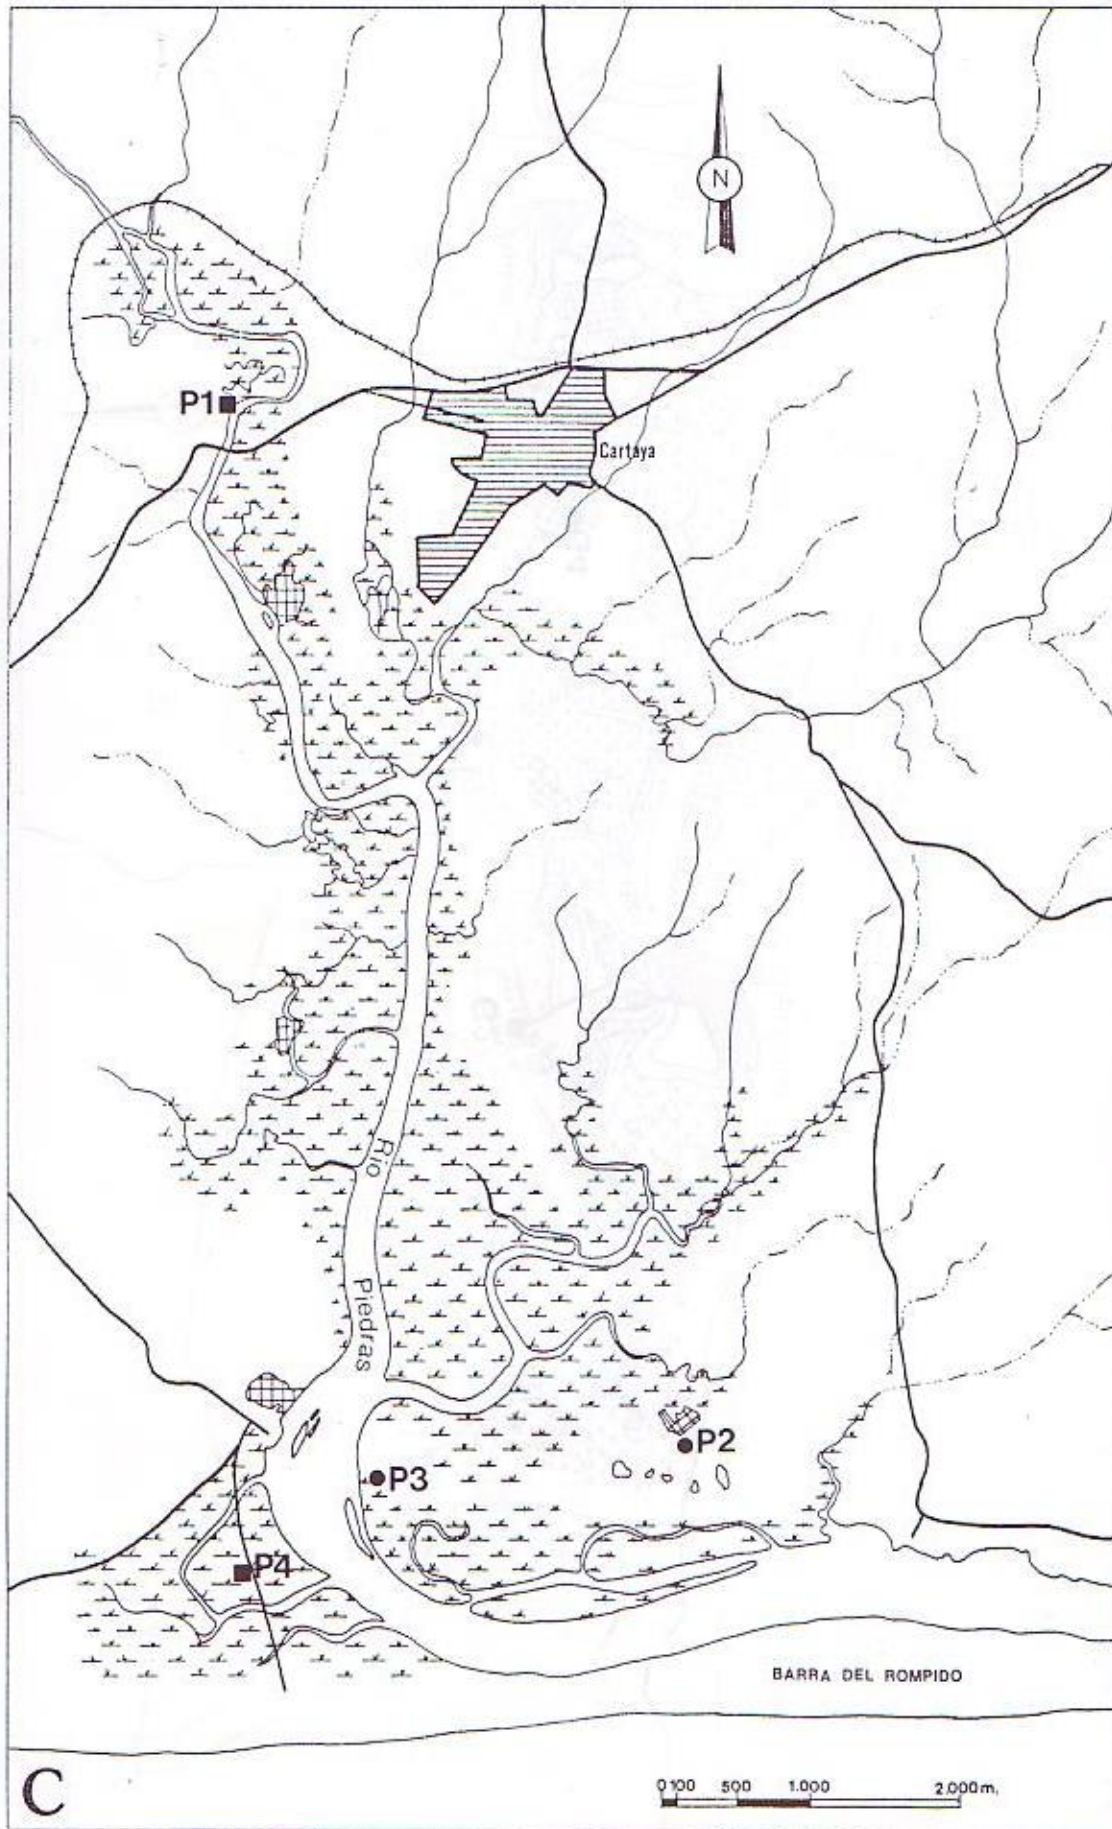 N
P1
Cartaya
Río
Piedras
P2
P3
P4
BARRA DEL ROMPIDO
C
0 100 500 1.000 2.000 m.